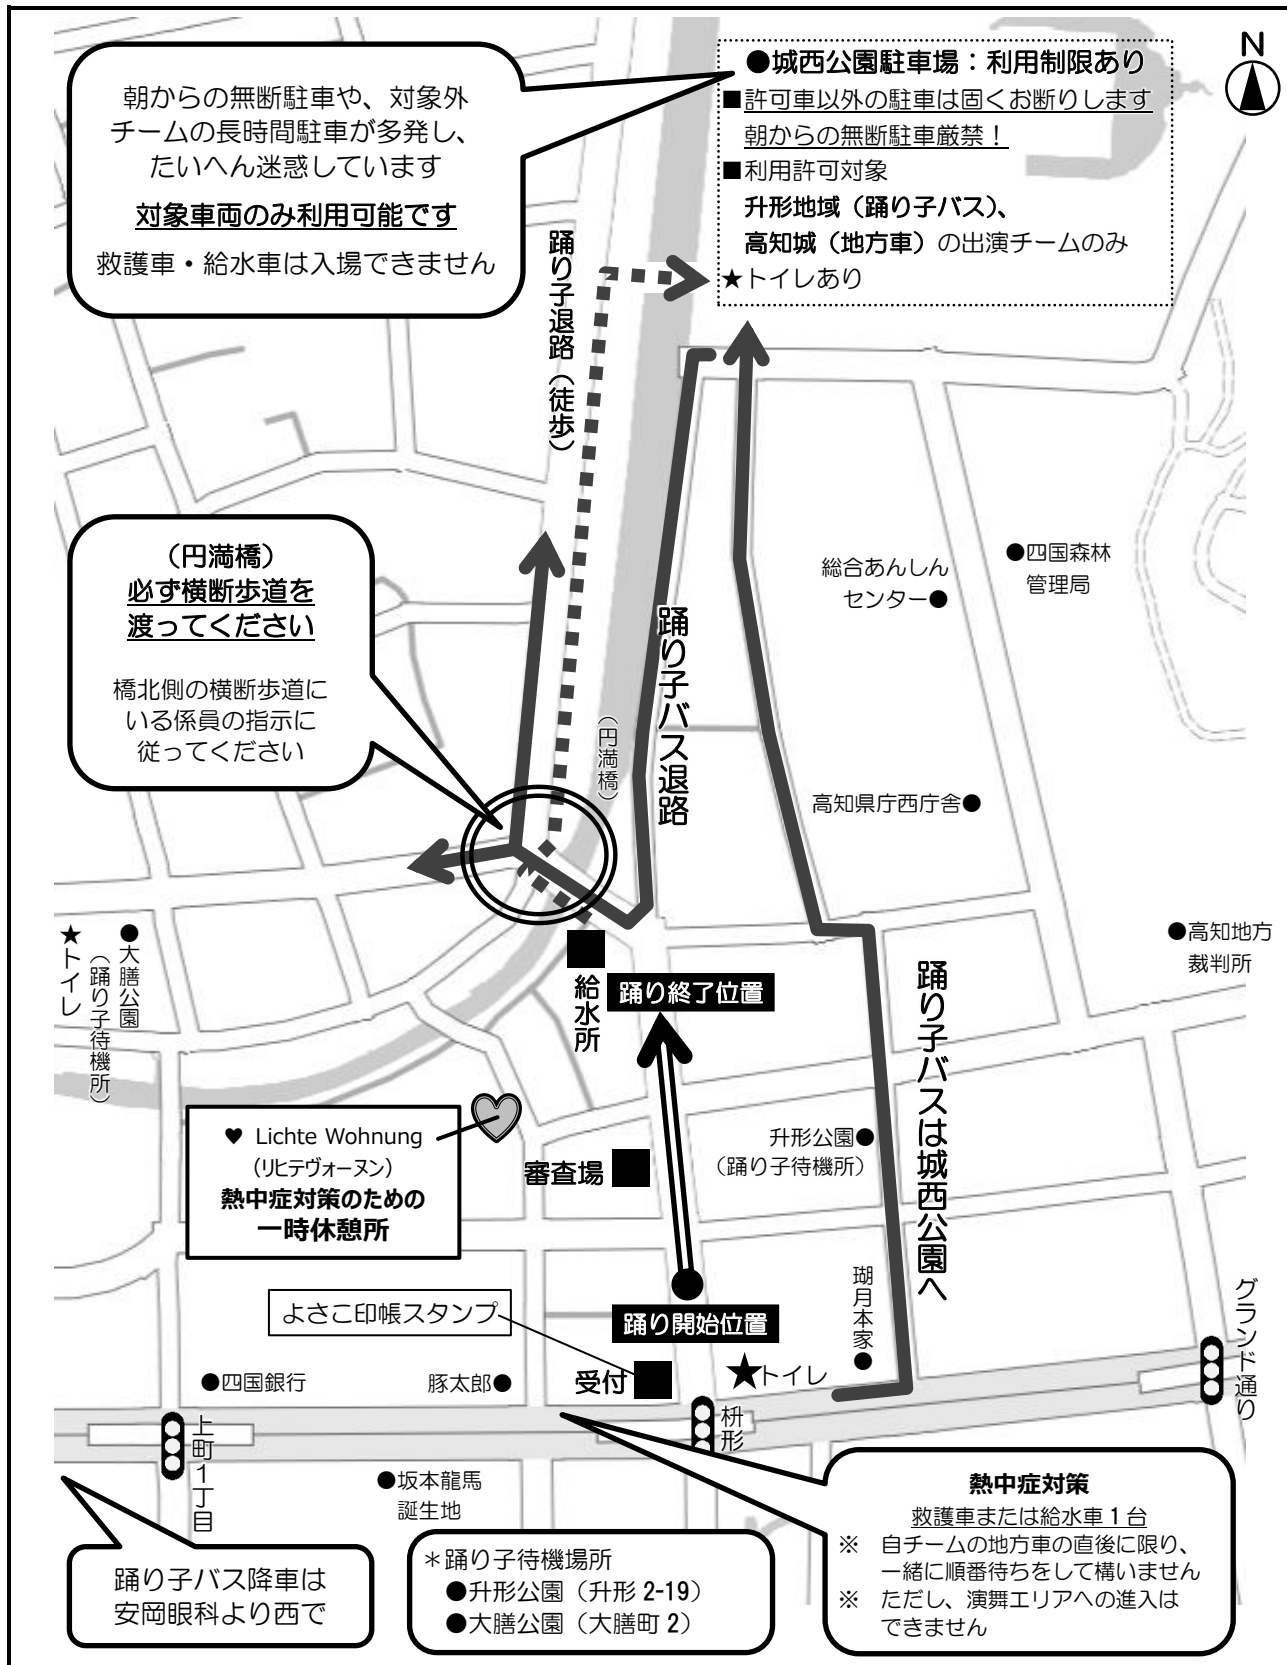 朝からの無断駐車や、対象外
チームの長時間駐車が多発し、
たいへん迷惑しています
対象車両のみ利用可能です
救護車・給水車は入場できません
●城西公園駐車場：利用制限あり
■許可車以外の駐車は固くお断りします
朝からの無断駐車厳禁！
■利用許可対象
升形地域（踊り子バス）、
高知城（地方車）の出演チームのみ
★トイレあり
N
踊り子退路（徒歩）
（円満橋）
必ず横断歩道を
渡ってください
橋北側の横断歩道に
いる係員の指示に
従ってください
総合あんしん
センター●
●四国森林
管理局
踊り子バス退路
（円満橋）
高知県庁西庁舎●
●高知地方
裁判所
★トイレ
●大膳公園
（踊り子待機所）
給水所
踊り終了位置
踊り子バスは城西公園へ
♥ Lichte Wohnung
（リヒテヴォーヌン）
熱中症対策のための
一時休憩所
審査場
升形公園●
（踊り子待機所）
よさこ印帳スタンプ
踊り開始位置
瑚月本家●
グランド通り
●四国銀行
豚太郎●
受付
★トイレ
上町１丁目
枡形
●坂本龍馬
誕生地
踊り子バス降車は
安岡眼科より西で
＊踊り子待機場所
●升形公園（升形 2-19）
●大膳公園（大膳町 2）
熱中症対策
救護車または給水車 1 台
※ 自チームの地方車の直後に限り、
一緒に順番待ちをして構いません
※ ただし、演舞エリアへの進入は
できません